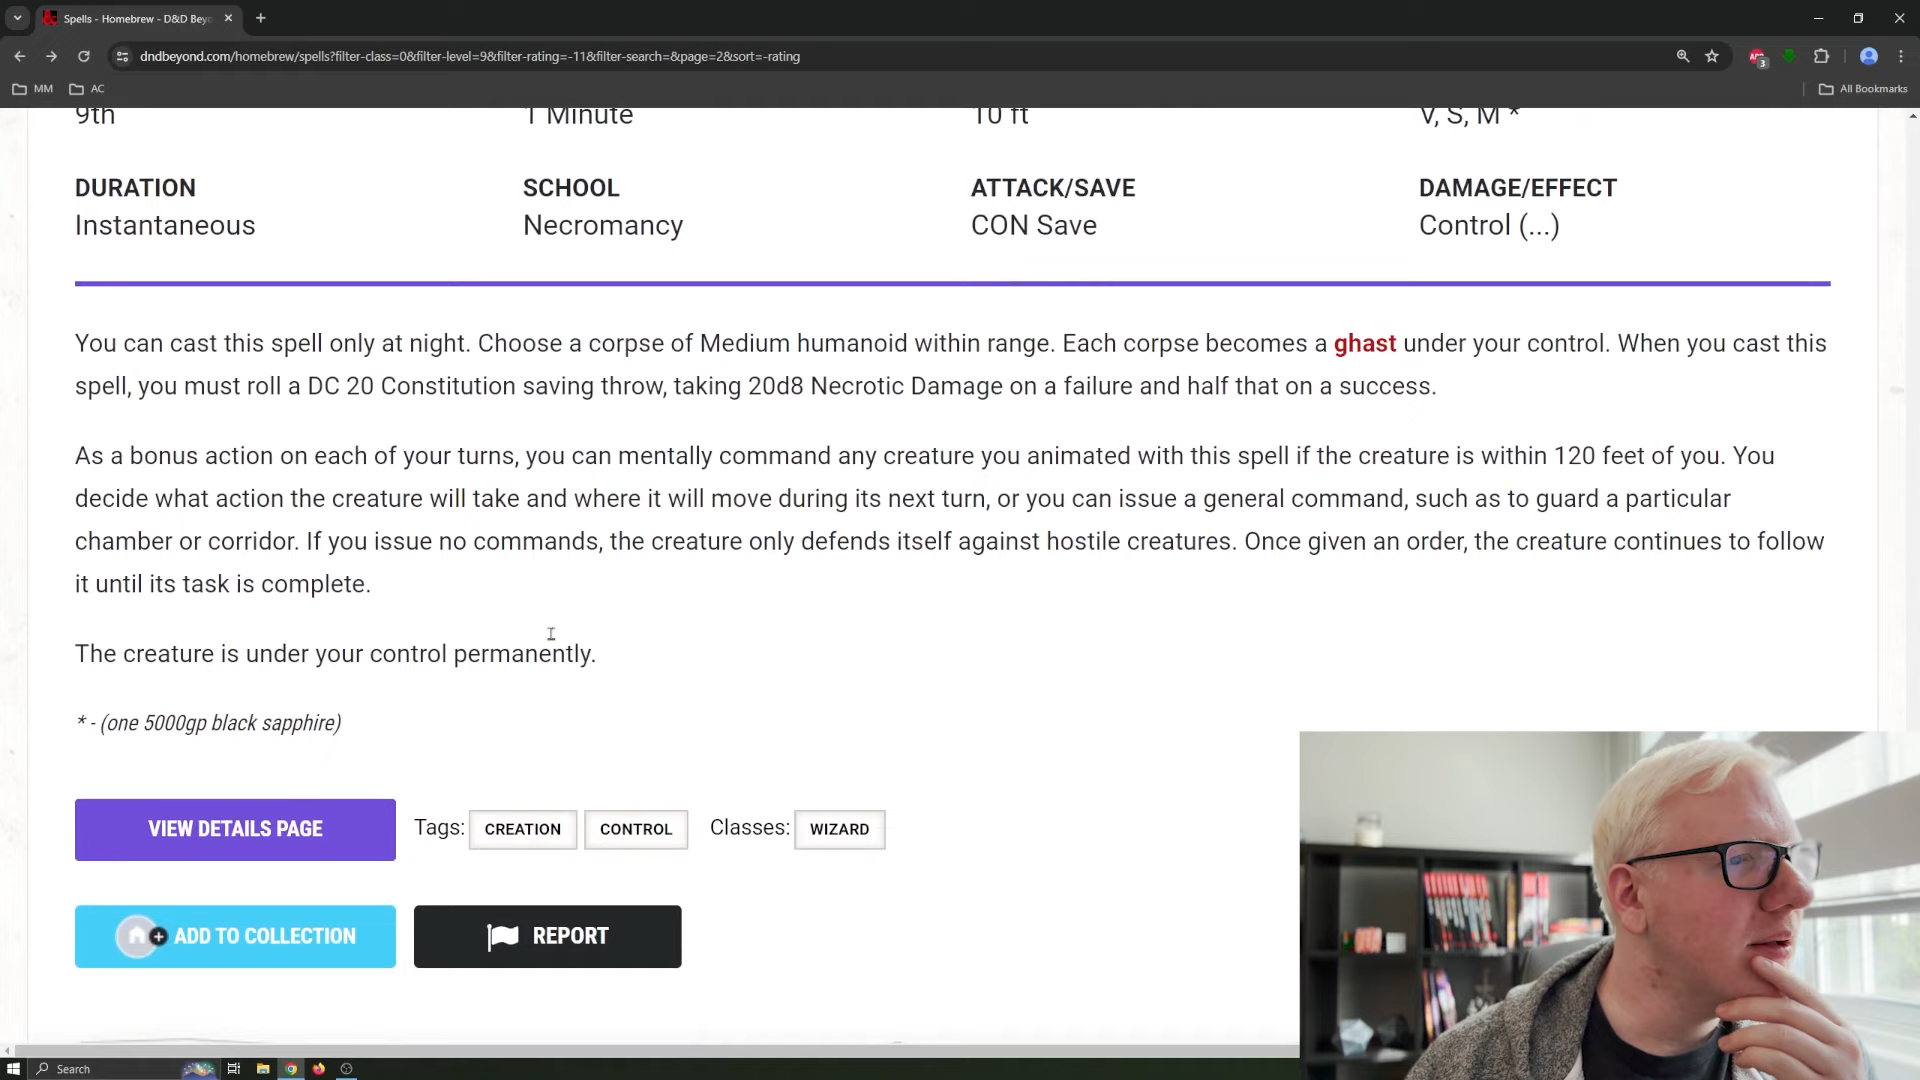 Spells - Homebrew - D&D Bey
dndbeyond.com/homebrew/spells?filter-class=0&filter-level=9&filter-rating=-11&filter-search=&page=2&sort=-rating
3
MM AC All Bookmarks
9th 1 Minute 10 ft V, S, M *
DURATION SCHOOL ATTACK/SAVE DAMAGE/EFFECT
Instantaneous Necromancy CON Save Control (...)
You can cast this spell only at night. Choose a corpse of Medium humanoid within range. Each corpse becomes a ghast under your control. When you cast this
spell, you must roll a DC 20 Constitution saving throw, taking 20d8 Necrotic Damage on a failure and half that on a success.
As a bonus action on each of your turns, you can mentally command any creature you animated with this spell if the creature is within 120 feet of you. You
decide what action the creature will take and where it will move during its next turn, or you can issue a general command, such as to guard a particular
chamber or corridor. If you issue no commands, the creature only defends itself against hostile creatures. Once given an order, the creature continues to follow
it until its task is complete.
The creature is under your control permanently.
* - (one 5000gp black sapphire)
VIEW DETAILS PAGE Tags: CREATION CONTROL Classes: WIZARD
ADD TO COLLECTION REPORT
Search